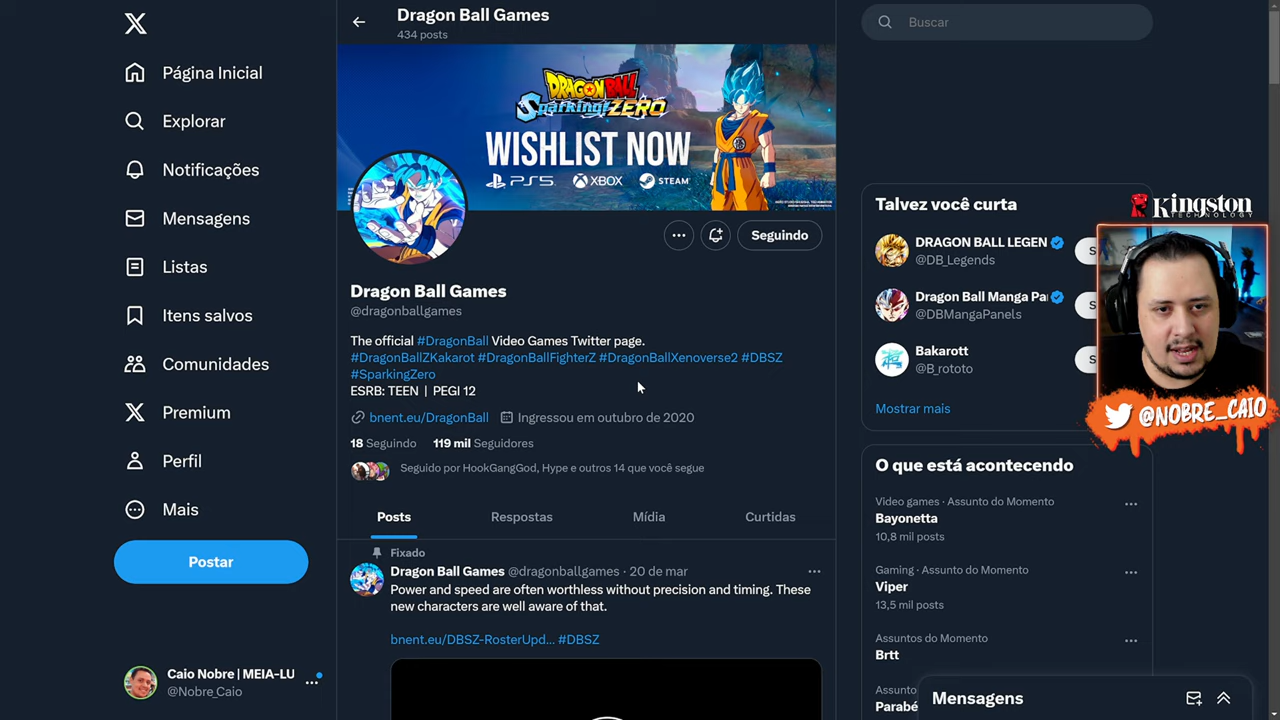 Página Inicial
Explorar
Notificações
Mensagens
Listas
Itens salvos
Comunidades
Premium
Perfil
Mais
Postar
Caio Nobre | MEIA-LU
@Nobre_Caio
Dragon Ball Games
434 posts
DRAGON BALL
Sparking! ZERO
WISHLIST NOW
PS5 XBOX STEAM
Seguindo
Dragon Ball Games
@dragonballgames
The official #DragonBall Video Games Twitter page.
#DragonBallZKakarot #DragonBallFighterZ #DragonBallXenoverse2 #DBSZ
#SparkingZero
ESRB: TEEN | PEGI 12
bnent.eu/DragonBall Ingressou em outubro de 2020
18 Seguindo 119 mil Seguidores
Seguido por HookGangGod, Hype e outros 14 que você segue
Posts Respostas Mídia Curtidas
Fixado
Dragon Ball Games @dragonballgames · 20 de mar
Power and speed are often worthless without precision and timing. These
new characters are well aware of that.
bnent.eu/DBSZ-RosterUpd... #DBSZ
Buscar
Talvez você curta
DRAGON BALL LEGEN
@DB_Legends
S
Dragon Ball Manga Pa
@DBMangaPanels
S
Bakarott
@B_rototo
S
Mostrar mais
Kingston
TECHNOLOGY
@NOBRE_CAIO
O que está acontecendo
Video games · Assunto do Momento
Bayonetta
10,8 mil posts
Gaming · Assunto do Momento
Viper
13,5 mil posts
Assuntos do Momento
Brtt
Assunto
Parabé
Mensagens